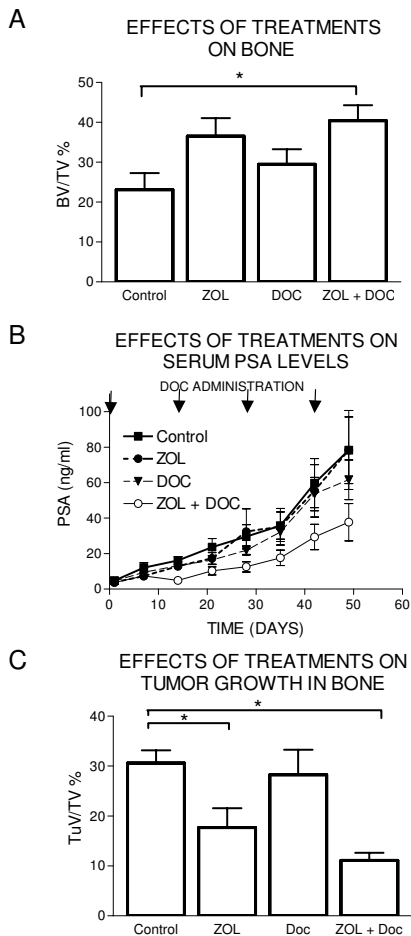 A
EFFECTS OF TREATMENTS
ON BONE
*
50
40
30
20
10
0
BV/TV %
Control ZOL DOC ZOL + DOC
B
EFFECTS OF TREATMENTS ON
SERUM PSA LEVELS
DOC ADMINISTRATION
100
80
60
40
20
0
PSA (ng/ml)
Control
ZOL
DOC
ZOL + DOC
0 10 20 30 40 50 60
TIME (DAYS)
C
EFFECTS OF TREATMENTS ON
TUMOR GROWTH IN BONE
*
*
40
30
20
10
0
TuV/TV %
Control ZOL Doc ZOL + Doc